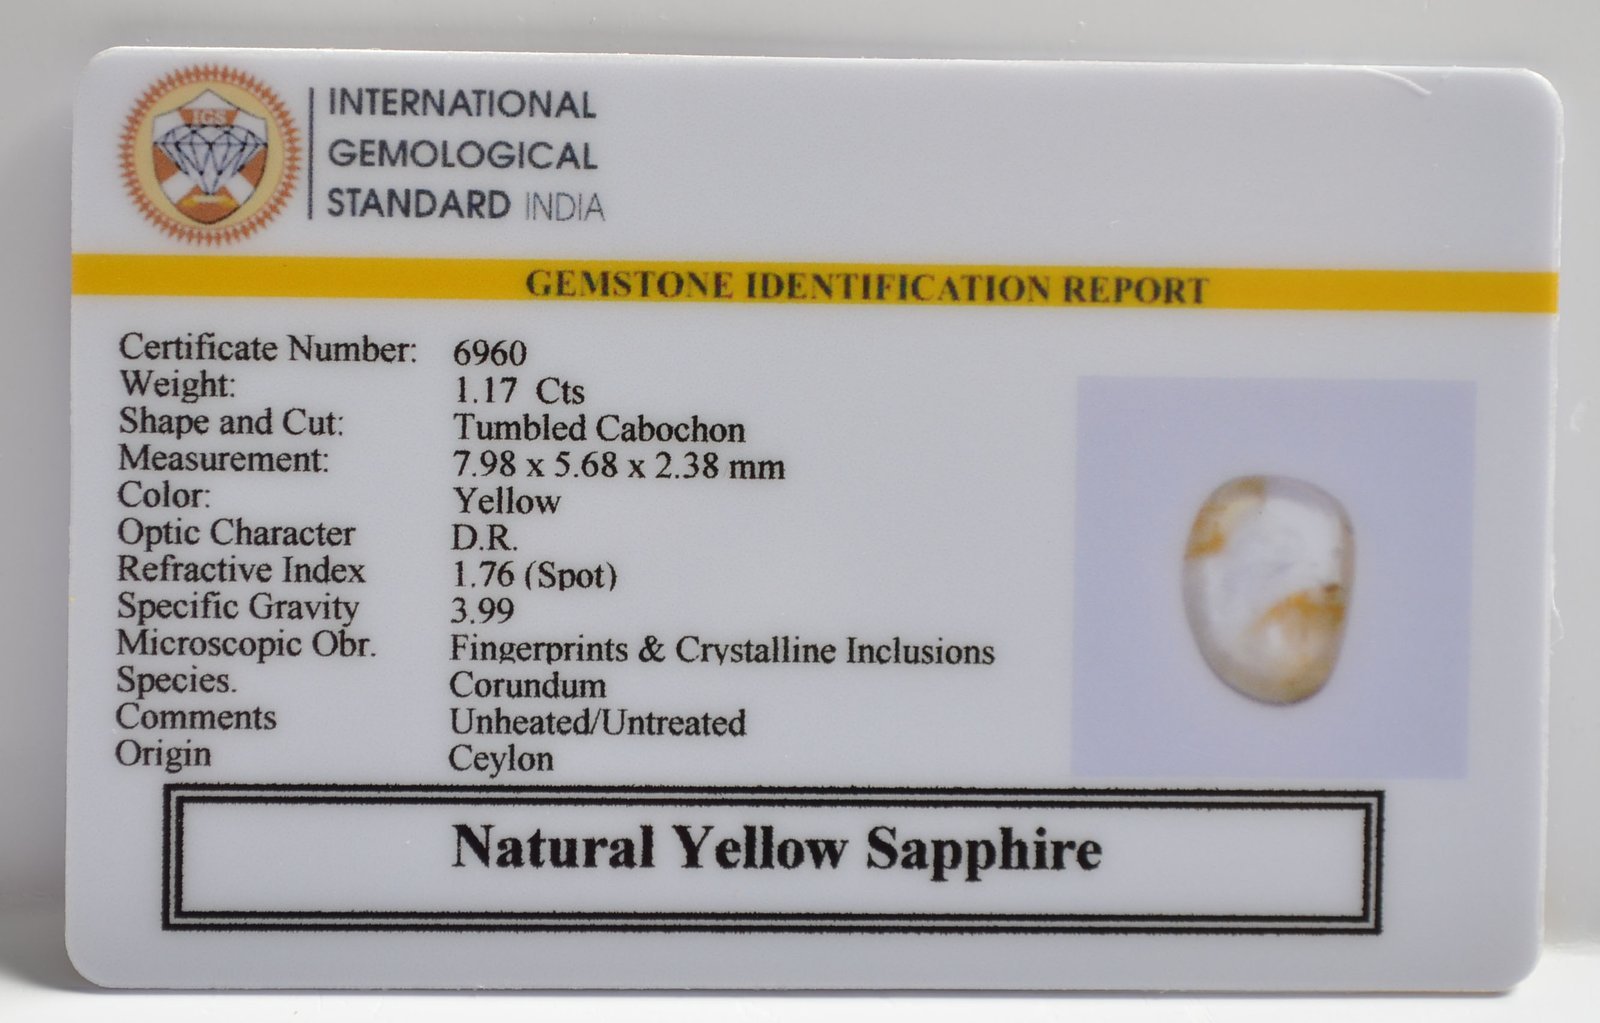 IGS
INTERNATIONAL
GEMOLOGICAL
STANDARD INDIA
GEMSTONE IDENTIFICATION REPORT
Certificate Number: 6960
Weight: 1.17 Cts
Shape and Cut: Tumbled Cabochon
Measurement: 7.98 x 5.68 x 2.38 mm
Color: Yellow
Optic Character D.R.
Refractive Index 1.76 (Spot)
Specific Gravity 3.99
Microscopic Obr. Fingerprints & Crystalline Inclusions
Species. Corundum
Comments Unheated/Untreated
Origin Ceylon
Natural Yellow Sapphire